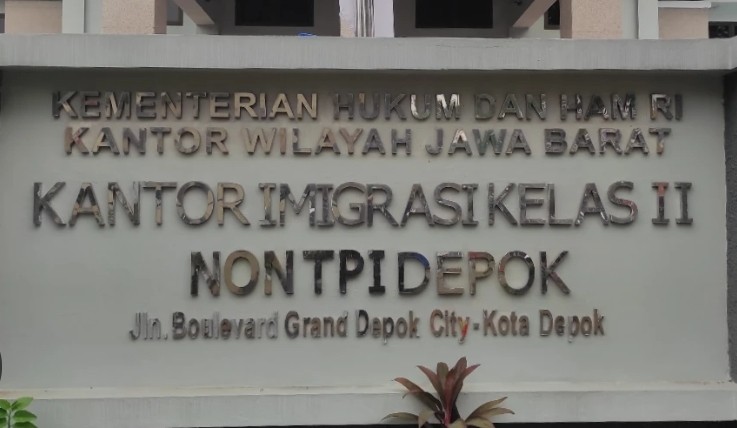 KEMENTERIAN HUKUM DAN HAM RI
KANTOR WILAYAH JAWA BARAT
KANTOR IMIGRASI KELAS II
NON TPI DEPOK
Jln. Boulevard Grand Depok City - Kota Depok